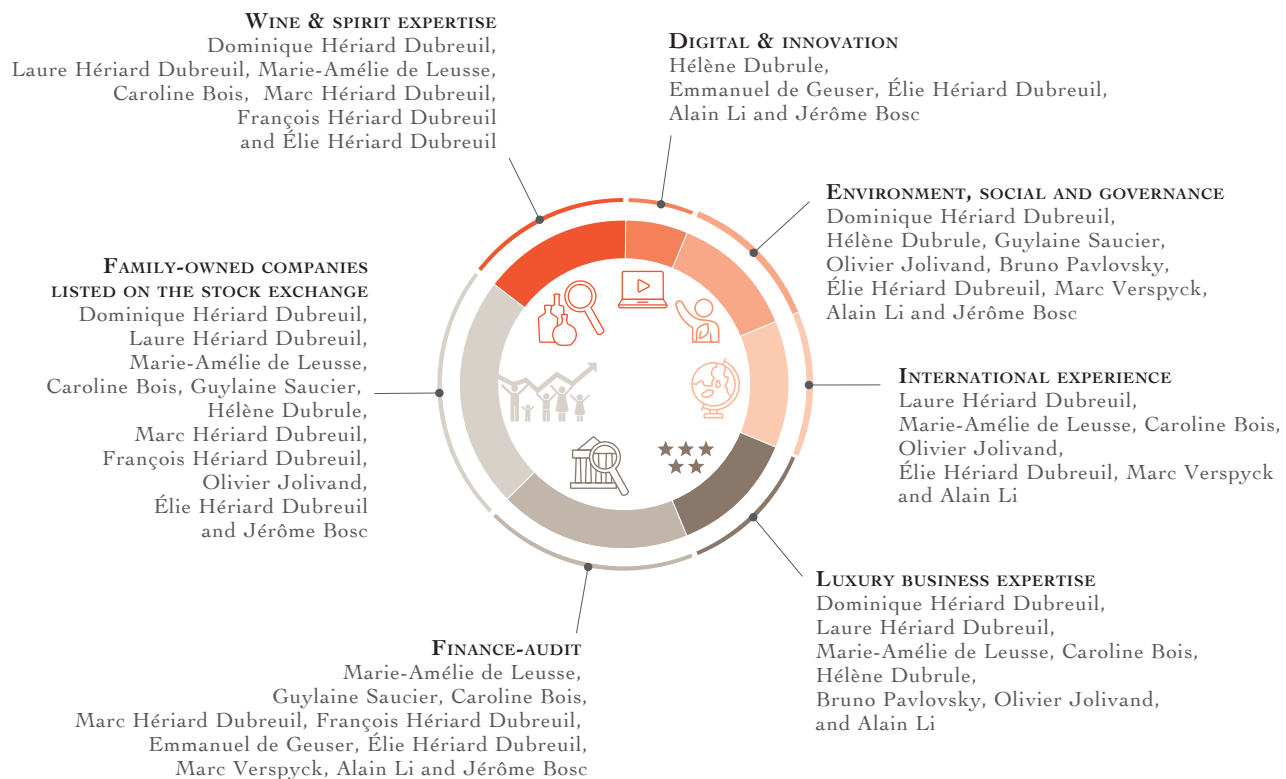 WINE & SPIRIT EXPERTISE
Dominique Hériard Dubreuil,
Laure Hériard Dubreuil, Marie-Amélie de Leusse,
Caroline Bois, Marc Hériard Dubreuil,
François Hériard Dubreuil
and Élie Hériard Dubreuil
DIGITAL & INNOVATION
Hélène Dubrule,
Emmanuel de Geuser, Élie Hériard Dubreuil,
Alain Li and Jérôme Bosc
ENVIRONMENT, SOCIAL AND GOVERNANCE
Dominique Hériard Dubreuil,
Hélène Dubrule, Guylaine Saucier,
Olivier Jolivand, Bruno Pavlovsky,
Élie Hériard Dubreuil, Marc Verspyck,
Alain Li and Jérôme Bosc
FAMILY-OWNED COMPANIES
LISTED ON THE STOCK EXCHANGE
Dominique Hériard Dubreuil,
Laure Hériard Dubreuil,
Marie-Amélie de Leusse,
Caroline Bois, Guylaine Saucier,
Hélène Dubrule,
Marc Hériard Dubreuil,
François Hériard Dubreuil,
Olivier Jolivand,
Élie Hériard Dubreuil
and Jérôme Bosc
INTERNATIONAL EXPERIENCE
Laure Hériard Dubreuil,
Marie-Amélie de Leusse, Caroline Bois,
Olivier Jolivand,
Élie Hériard Dubreuil, Marc Verspyck
and Alain Li
LUXURY BUSINESS EXPERTISE
Dominique Hériard Dubreuil,
Laure Hériard Dubreuil,
Marie-Amélie de Leusse, Caroline Bois,
Hélène Dubrule,
Bruno Pavlovsky, Olivier Jolivand,
and Alain Li
FINANCE-AUDIT
Marie-Amélie de Leusse,
Guylaine Saucier, Caroline Bois,
Marc Hériard Dubreuil, François Hériard Dubreuil,
Emmanuel de Geuser, Élie Hériard Dubreuil,
Marc Verspyck, Alain Li and Jérôme Bosc